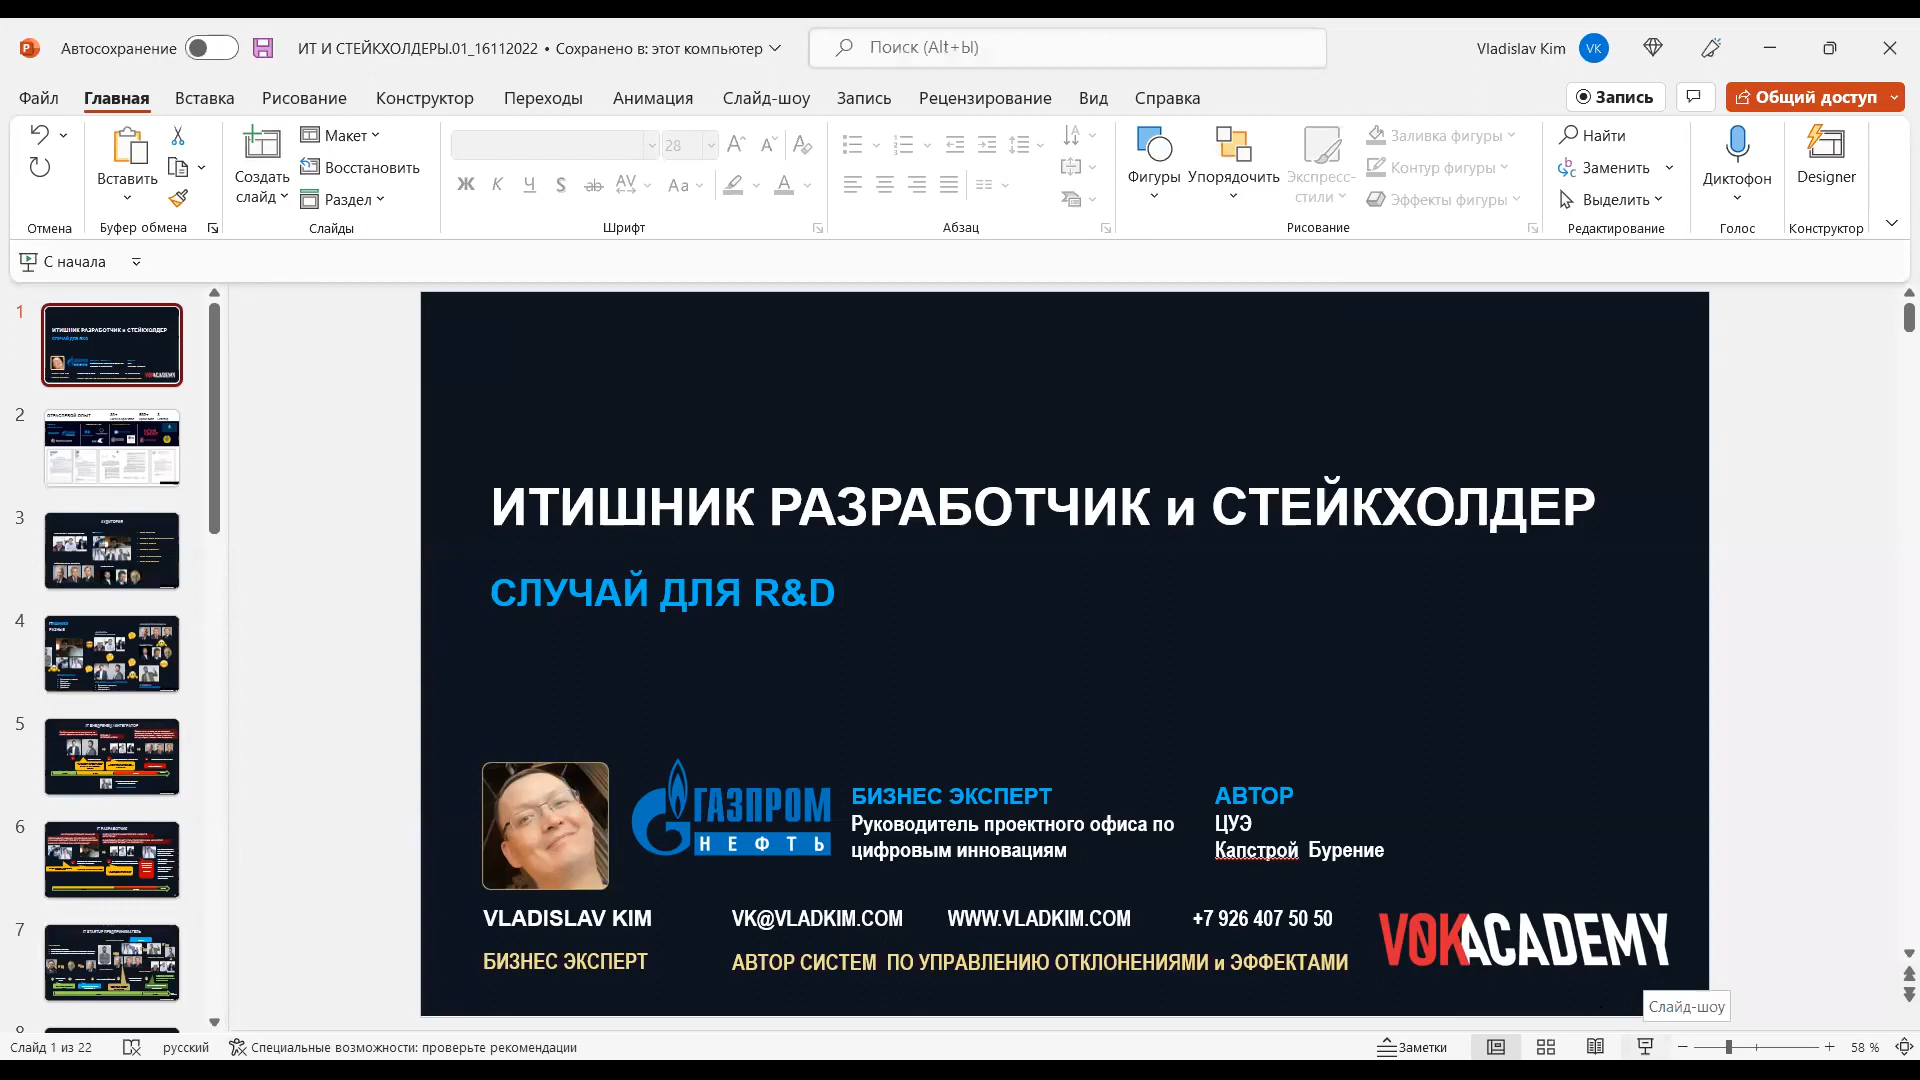 Автосохранение
ИТ И СТЕЙКХОЛДЕРЫ.01_16112022 • Сохранено в: этот компьютер
Поиск (Alt+Ы)
Vladislav Kim
VK
Файл Главная Вставка Рисование Конструктор Переходы Анимация Слайд-шоу Запись Рецензирование Вид Справка
Запись
Общий доступ
Вставить
Создать слайд
Макет
Восстановить
Раздел
28
Ж К Ч S ab AV Aa A
Фигуры
Упорядочить
Экспресс-стили
Заливка фигуры
Контур фигуры
Эффекты фигуры
Найти
Заменить
Выделить
Диктофон
Designer
Отмена
Буфер обмена
Слайды
Шрифт
Абзац
Рисование
Редактирование
Голос
Конструктор
С начала
1
2
3
4
5
6
7
8
ИТИШНИК РАЗРАБОТЧИК и СТЕЙКХОЛДЕР
СЛУЧАЙ ДЛЯ R&D
ГАЗПРОМ
НЕФТЬ
БИЗНЕС ЭКСПЕРТ
Руководитель проектного офиса по
цифровым инновациям
АВТОР
ЦУЭ
Капстрой Бурение
VLADISLAV KIM
VK@VLADKIM.COM
WWW.VLADKIM.COM
+7 926 407 50 50
БИЗНЕС ЭКСПЕРТ
АВТОР СИСТЕМ ПО УПРАВЛЕНИЮ ОТКЛОНЕНИЯМИ и ЭФФЕКТАМИ
VOKACADEMY
Слайд-шоу
Слайд 1 из 22
русский
Специальные возможности: проверьте рекомендации
Заметки
58 %